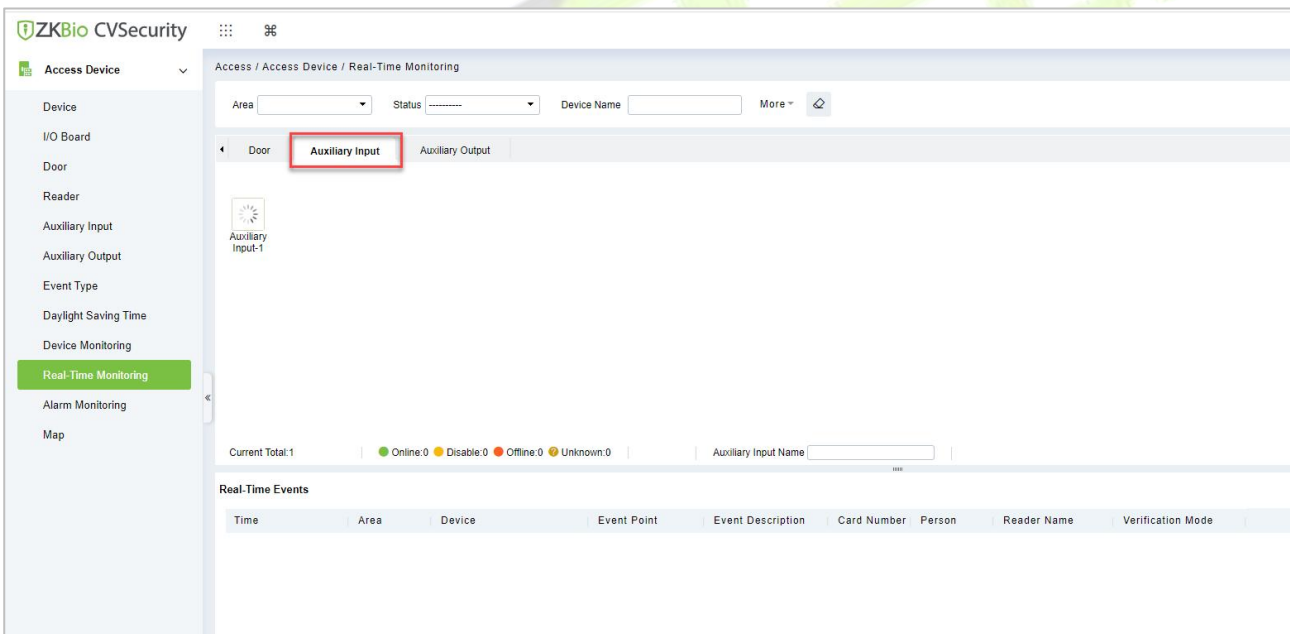 ZKBio CVSecurity
Access Device
Device
I/O Board
Door
Reader
Auxiliary Input
Auxiliary Output
Event Type
Daylight Saving Time
Device Monitoring
Real-Time Monitoring
Alarm Monitoring
Map
Access / Access Device / Real-Time Monitoring
Area Status ---------- Device Name More
Door Auxiliary Input Auxiliary Output
Auxiliary
Input-1
Current Total:1 Online:0 Disable:0 Offline:0 Unknown:0 Auxiliary Input Name
Real-Time Events
Time Area Device Event Point Event Description Card Number Person Reader Name Verification Mode